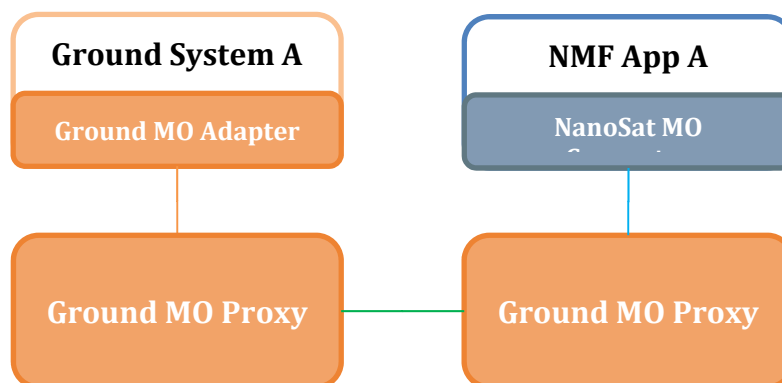 Ground System A
NMF App A
Ground MO Adapter
NanoSat MO
Ground MO Proxy
Ground MO Proxy